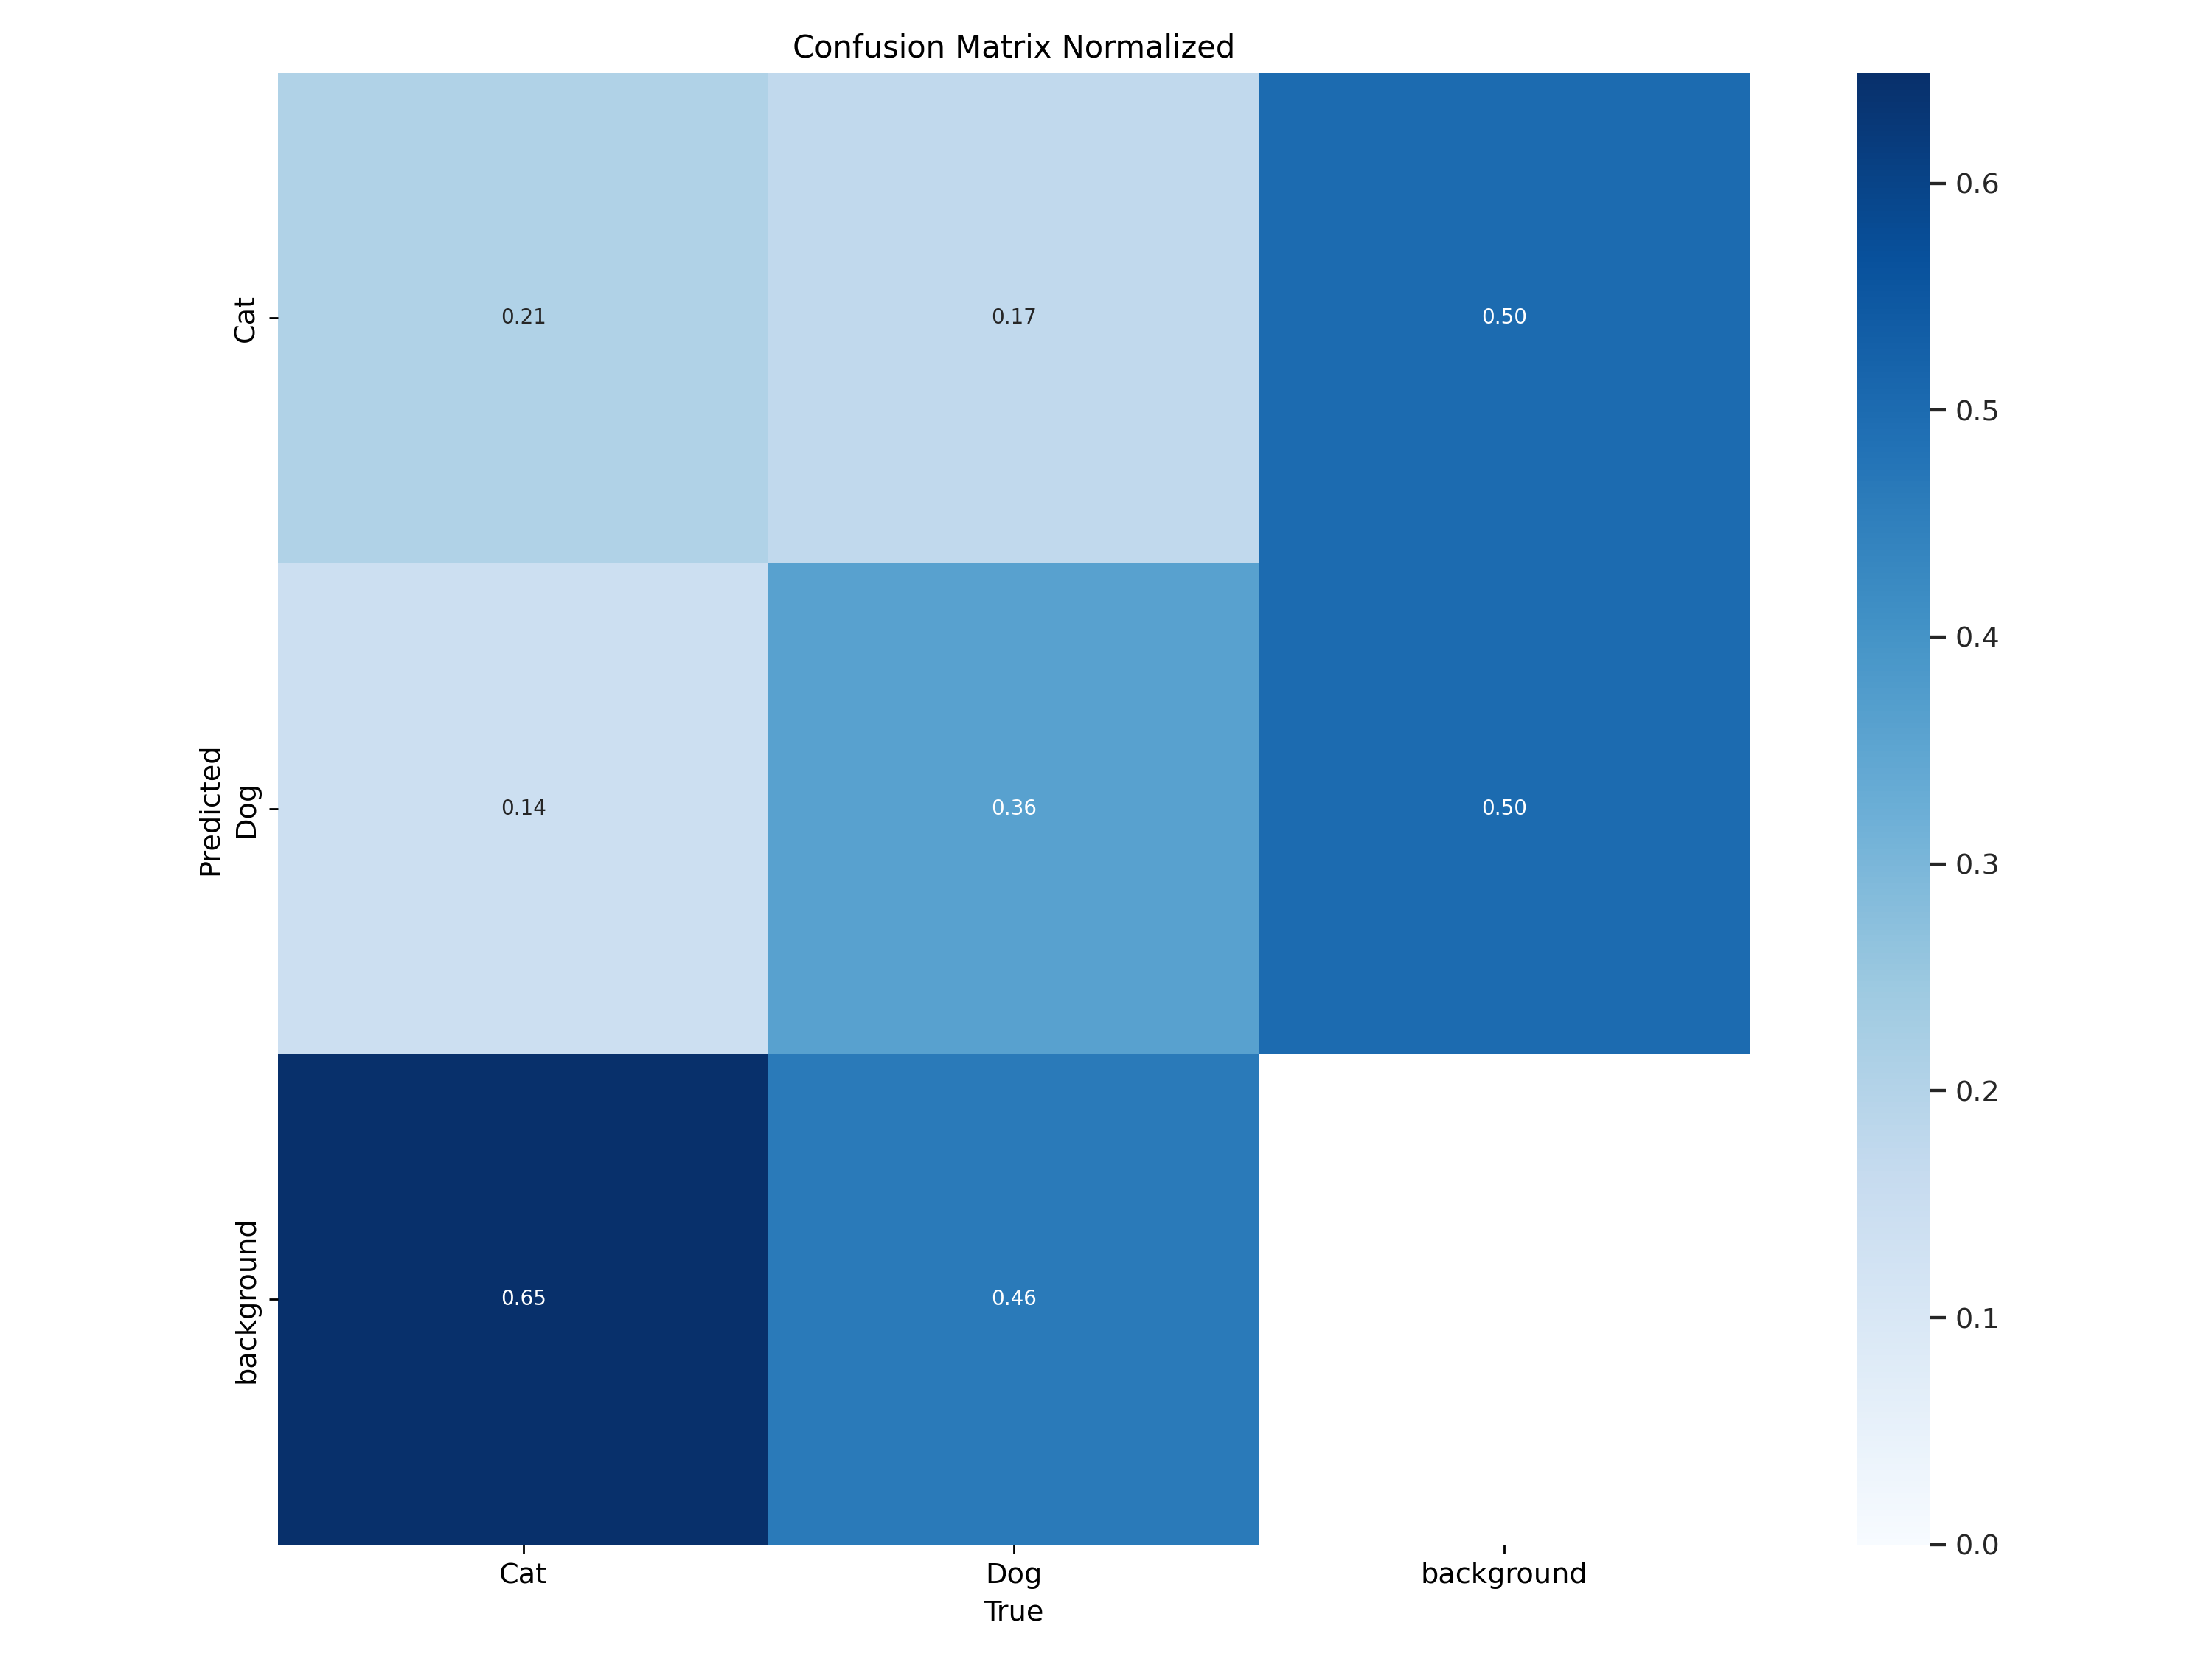 Confusion Matrix Normalized
Predicted
Cat
0.21
0.17
0.50
Dog
0.14
0.36
0.50
background
0.65
0.46
Cat
Dog
background
True
0.6
0.5
0.4
0.3
0.2
0.1
0.0